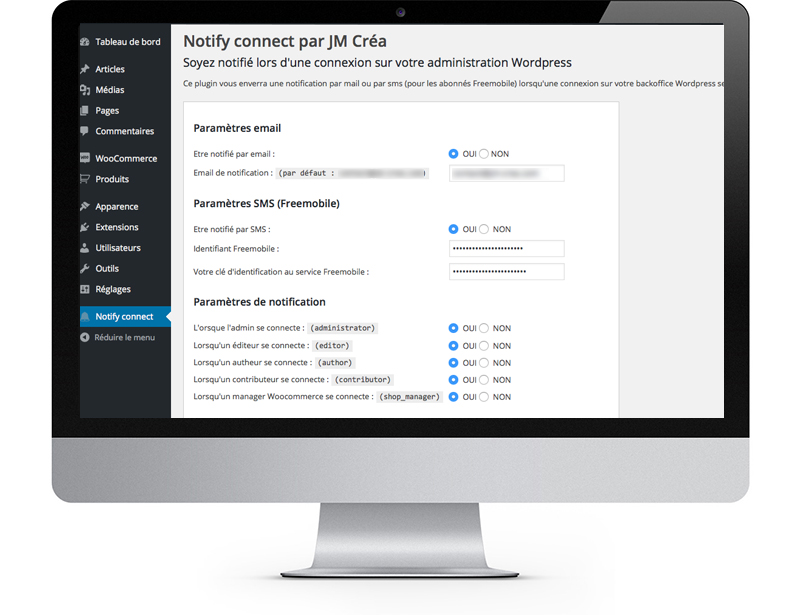 Tableau de bord
Articles
Médias
Pages
Commentaires
WooCommerce
Produits
Apparence
Extensions
Utilisateurs
Outils
Réglages
Notify connect
Réduire le menu
Notify connect par JM Créa
Soyez notifié lors d'une connexion sur votre administration Wordpress
Ce plugin vous enverra une notification par mail ou par sms (pour les abonnés Freemobile) lorsqu'une connexion sur votre backoffice Wordpress se
Paramètres email
Etre notifié par email : OUI NON
Email de notification : (par défaut : )
Paramètres SMS (Freemobile)
Etre notifié par SMS : OUI NON
Identifiant Freemobile :
Votre clé d'identification au service Freemobile :
Paramètres de notification
L'orsque l'admin se connecte : (administrator) OUI NON
Lorsqu'un éditeur se connecte : (editor) OUI NON
Lorsqu'un autheur se connecte : (author) OUI NON
Lorsqu'un contributeur se connecte : (contributor) OUI NON
Lorsqu'un manager Woocommerce se connecte : (shop_manager) OUI NON